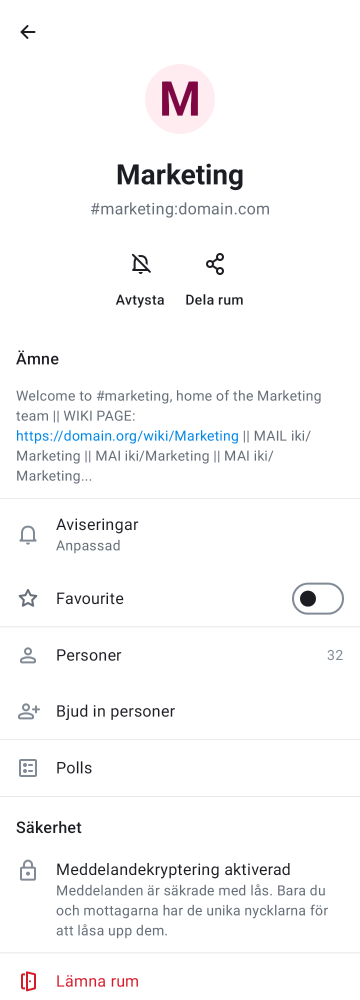 M
Marketing
#marketing:domain.com
Avtysta
Dela rum
Ämne
Welcome to #marketing, home of the Marketing
team || WIKI PAGE:
https://domain.org/wiki/Marketing || MAIL iki/
Marketing || MAI iki/Marketing || MAI iki/
Marketing...
Aviseringar
Anpassad
Favourite
Personer 32
Bjud in personer
Polls
Säkerhet
Meddelandekryptering aktiverad
Meddelanden är säkrade med lås. Bara du
och mottagarna har de unika nycklarna för
att låsa upp dem.
Lämna rum